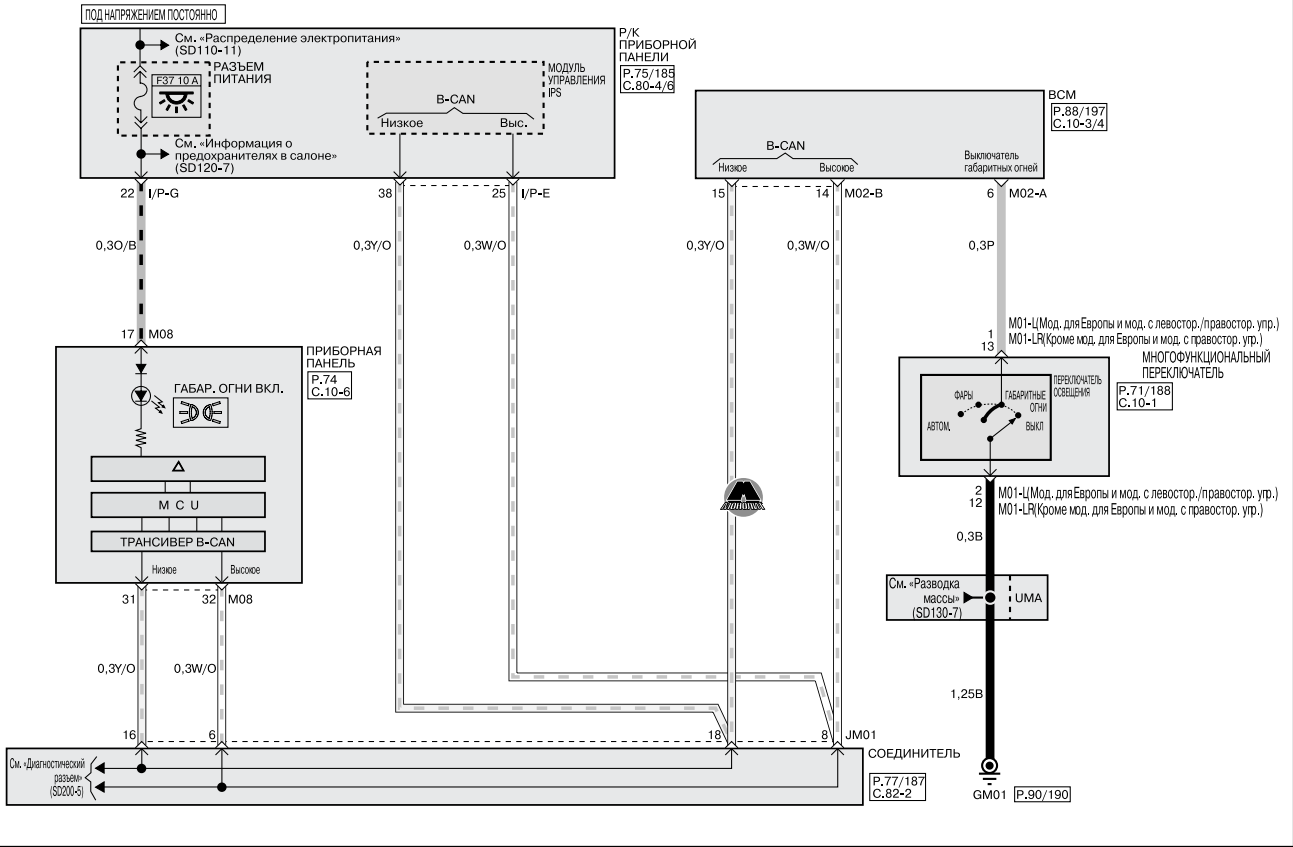 ПОД НАПРЯЖЕНИЕМ ПОСТОЯННО
См. «Распределение электропитания»
(SD110-11)
РАЗЪЕМ
ПИТАНИЯ
F37 10 A
См. «Информация о
предохранителях в салоне»
(SD120-7)
B-CAN
Низкое
Выс.
МОДУЛЬ
УПРАВЛЕНИЯ
IPS
Р/К
ПРИБОРНОЙ
ПАНЕЛИ
P.75/185
C.80-4/6
B-CAN
Низкое
Высокое
Выключатель
габаритных огней
BCM
P.88/197
C.10-3/4
22
I/P-G
38
25
I/P-E
15
14
M02-B
6
M02-A
0,3O/B
0,3Y/O
0,3W/O
0,3Y/O
0,3W/O
0,3P
17
M08
1
M01-L(Мод. для Европы и мод. с левостор./правостор. упр.)
13
M01-LR(Кроме мод. для Европы и мод. с правостор. упр.)
ПРИБОРНАЯ
ПАНЕЛЬ
P.74
C.10-6
ГАБАР. ОГНИ ВКЛ.
M C U
ТРАНСИВЕР B-CAN
Низкое
Высокое
МНОГОФУНКЦИОНАЛЬНЫЙ
ПЕРЕКЛЮЧАТЕЛЬ
P.71/188
C.10-1
ПЕРЕКЛЮЧАТЕЛЬ
ОСВЕЩЕНИЯ
ФАРЫ
ГАБАРИТНЫЕ
ОГНИ
АВТОМ.
ВЫКЛ
2
M01-L(Мод. для Европы и мод. с левостор./правостор. упр.)
12
M01-LR(Кроме мод. для Европы и мод. с правостор. упр.)
0,3B
31
32
M08
См. «Разводка
массы»
(SD130-7)
UMA
0,3Y/O
0,3W/O
1,25B
16
6
18
8
JM01
См. «Диагностический
разъем»
(SD200-5)
СОЕДИНИТЕЛЬ
P.77/187
C.82-2
GM01
P.90/190